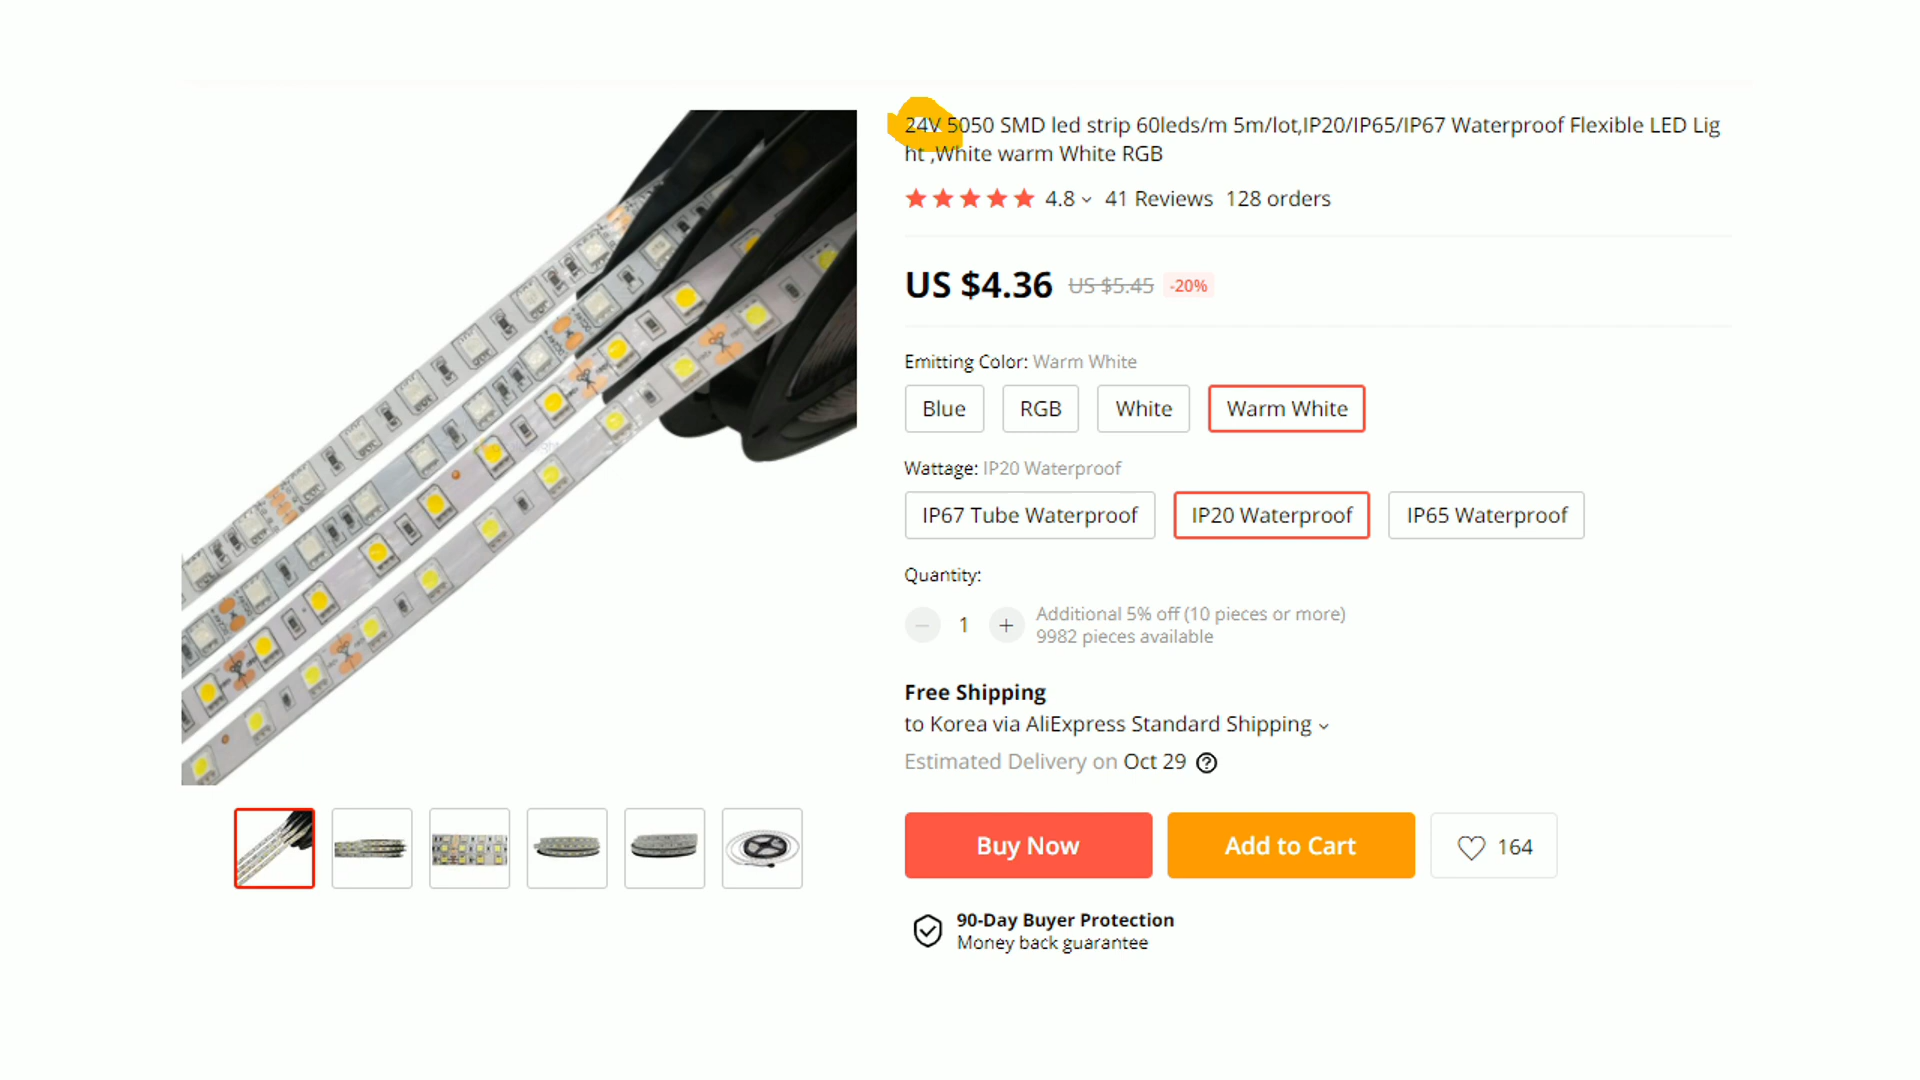 24V 5050 SMD led strip 60leds/m 5m/lot,IP20/IP65/IP67 Waterproof Flexible LED Lig
ht ,White warm White RGB
4.8 41 Reviews 128 orders
US $4.36 US $5.45 -20%
Emitting Color: Warm White
Blue RGB White Warm White
Wattage: IP20 Waterproof
IP67 Tube Waterproof IP20 Waterproof IP65 Waterproof
Quantity:
1 Additional 5% off (10 pieces or more)
9982 pieces available
Free Shipping
to Korea via AliExpress Standard Shipping
Estimated Delivery on Oct 29
Buy Now Add to Cart 164
90-Day Buyer Protection
Money back guarantee